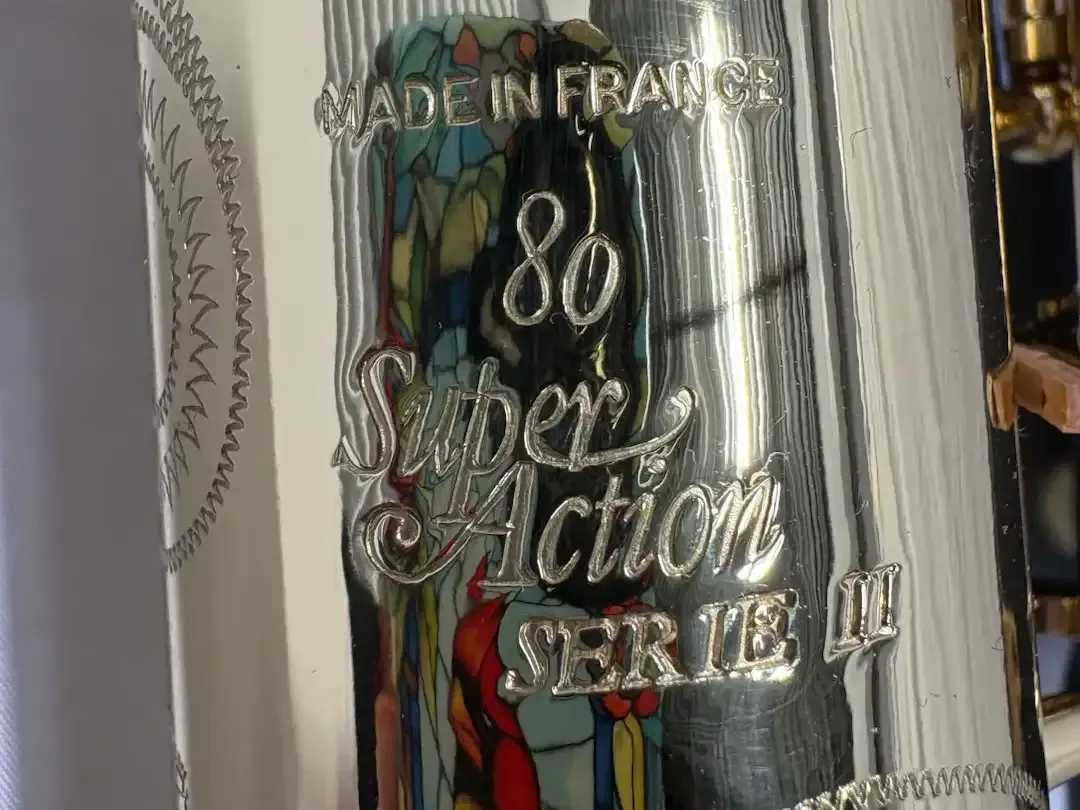 MADE IN FRANCE
80
Super
Action
SERIE II